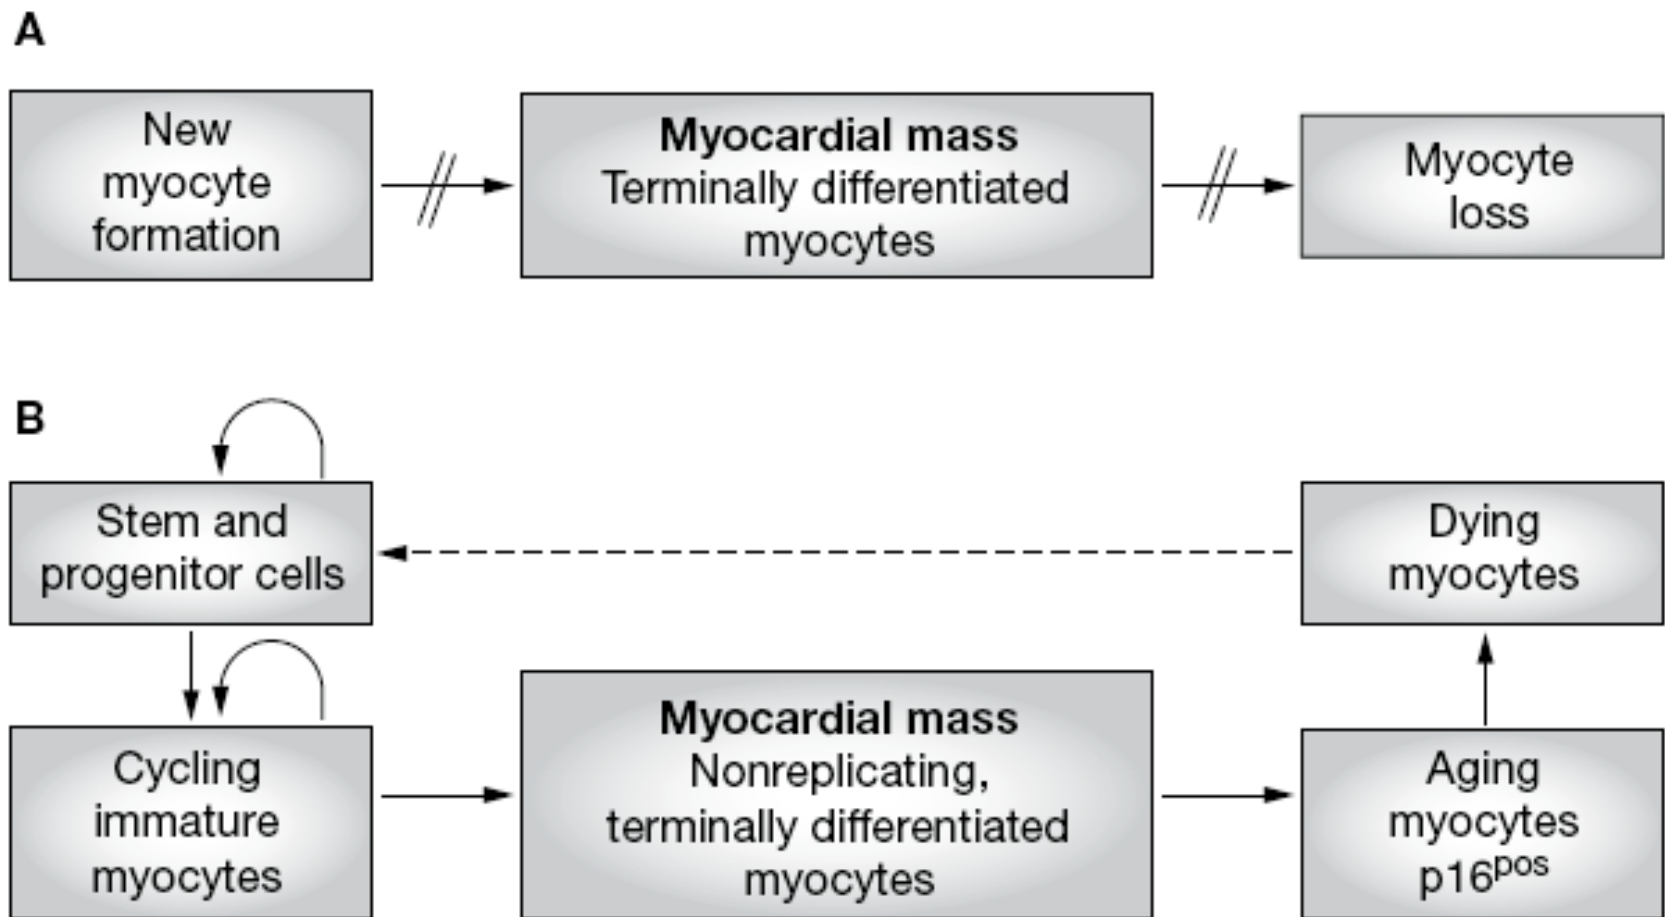 A
New
myocyte
formation
Myocardial mass
Terminally differentiated
myocytes
Myocyte
loss
B
Stem and
progenitor cells
Dying
myocytes
Cycling
immature
myocytes
Myocardial mass
Nonreplicating,
terminally differentiated
myocytes
Aging
myocytes
p16pos